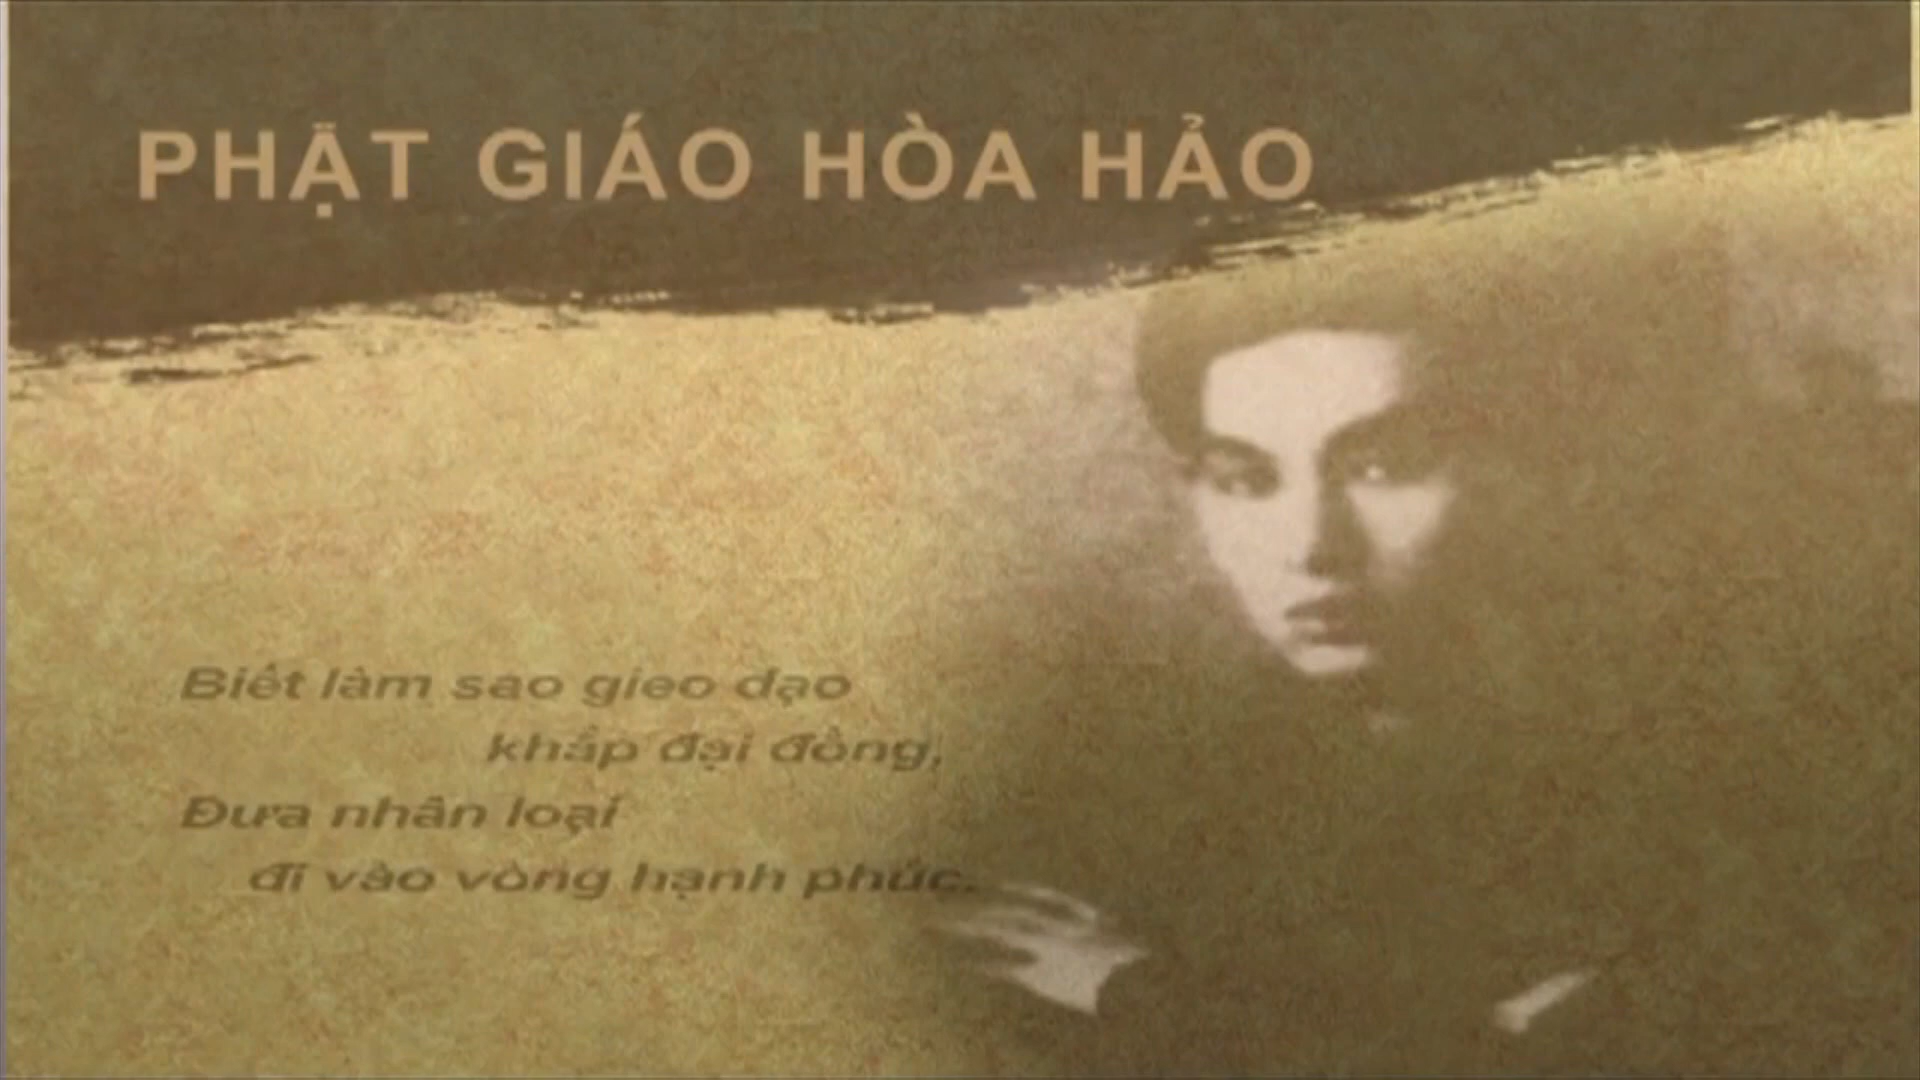 PHẬT GIÁO HÒA HẢO
Biết làm sao gieo đạo
khắp đại đồng,
Đưa nhân loại
đi vào vòng hạnh phúc.